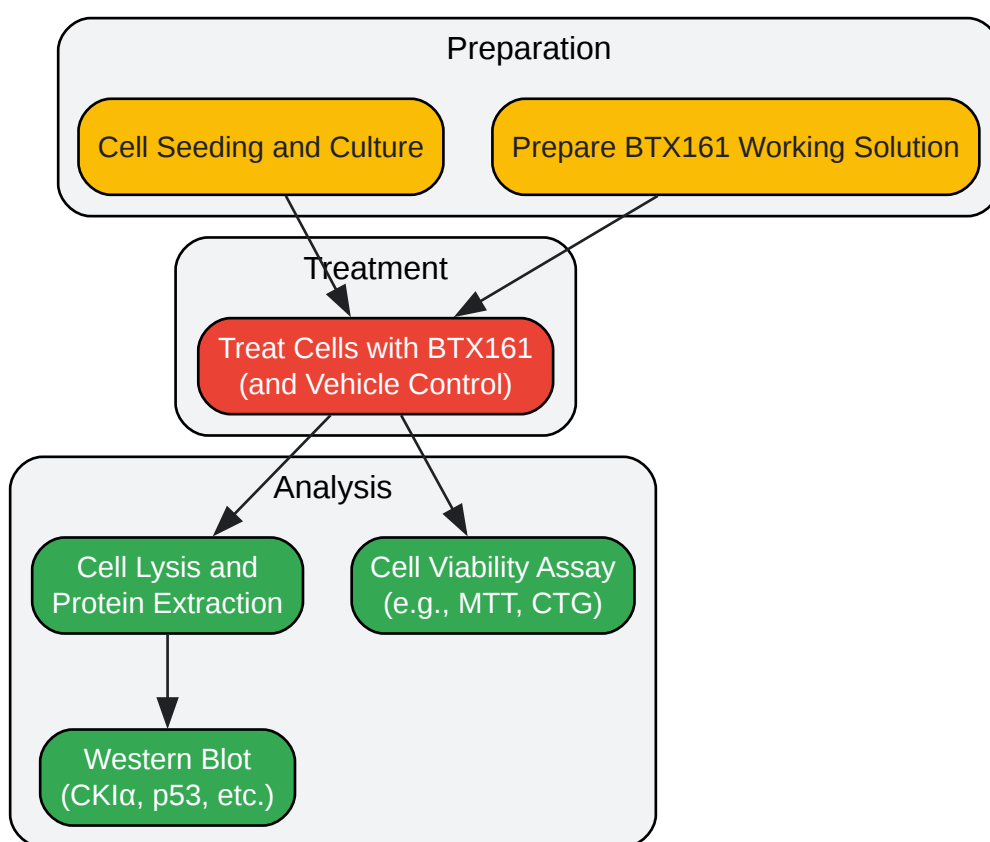 Preparation
Cell Seeding and Culture
Prepare BTX161 Working Solution
Treatment
Treat Cells with BTX161
(and Vehicle Control)
Analysis
Cell Lysis and
Protein Extraction
Cell Viability Assay
(e.g., MTT, CTG)
Western Blot
(CKIα, p53, etc.)